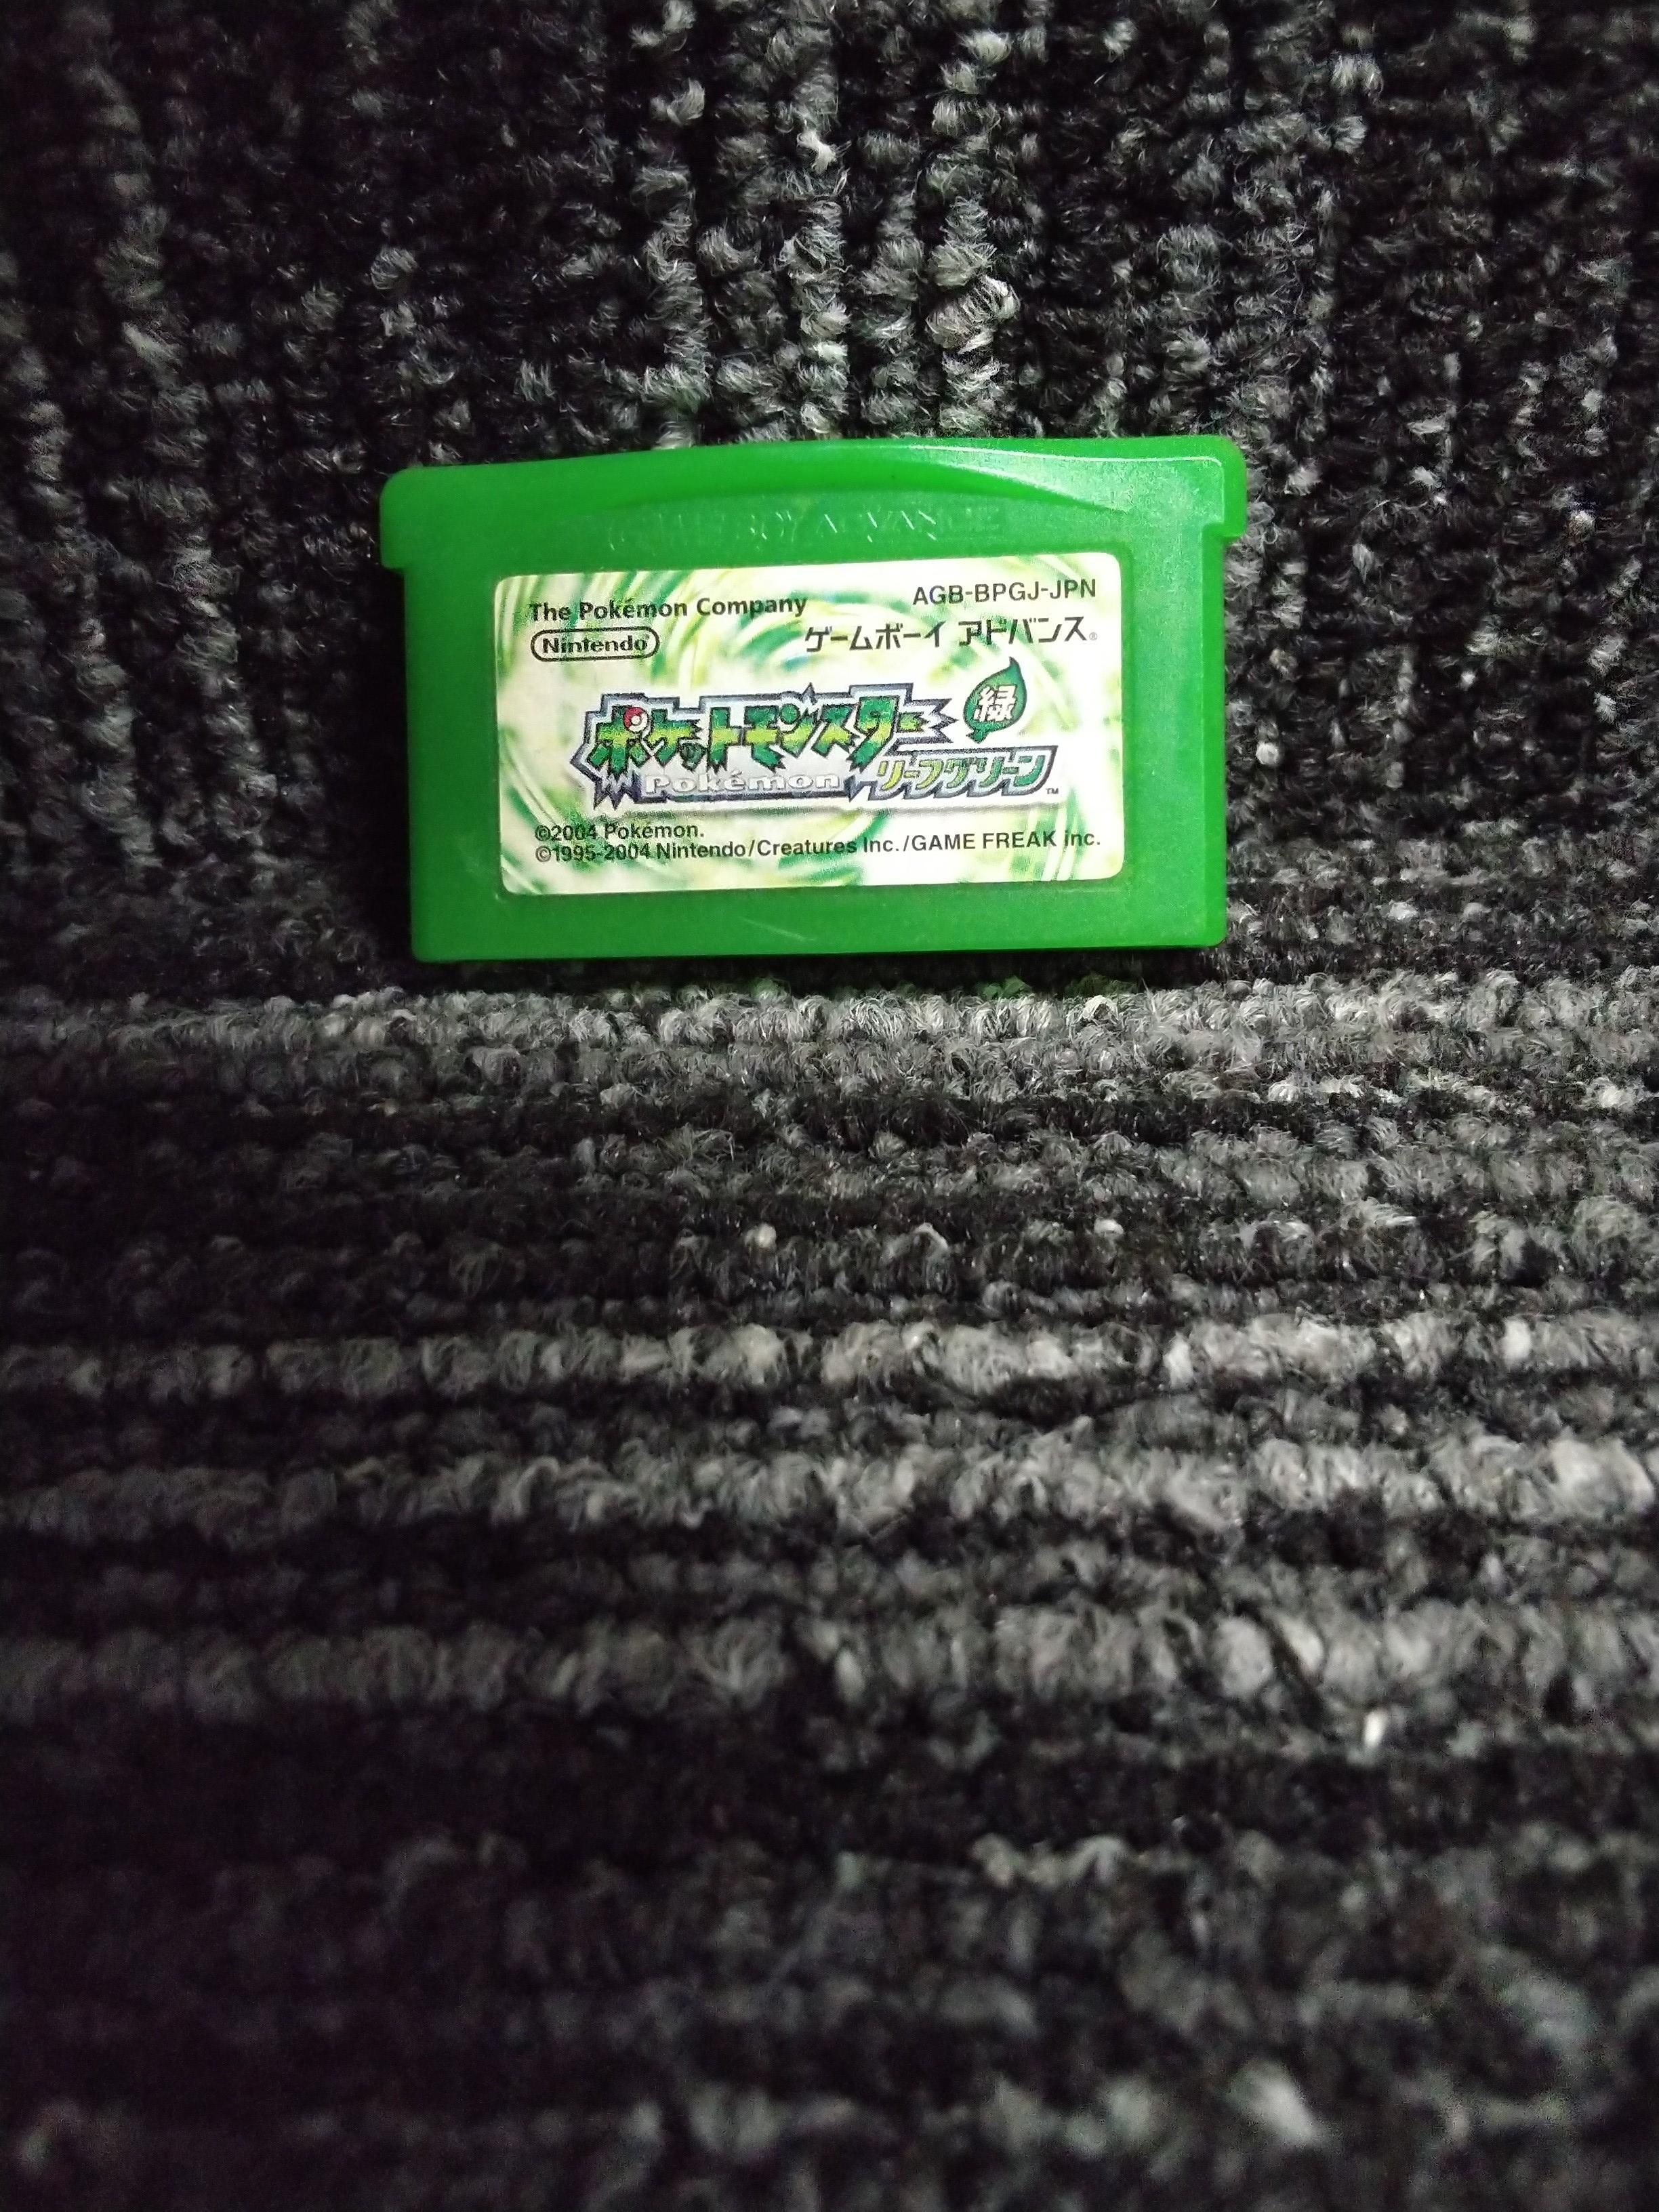 GAME BOY ADVANCE
The Pokémon Company
AGB-BPGJ-JPN
Nintendo
ゲームボーイ アドバンス®
緑
ポケットモンスター
Pokémon
リーフグリーン™
©2004 Pokémon.
©1995-2004 Nintendo/Creatures Inc./GAME FREAK inc.